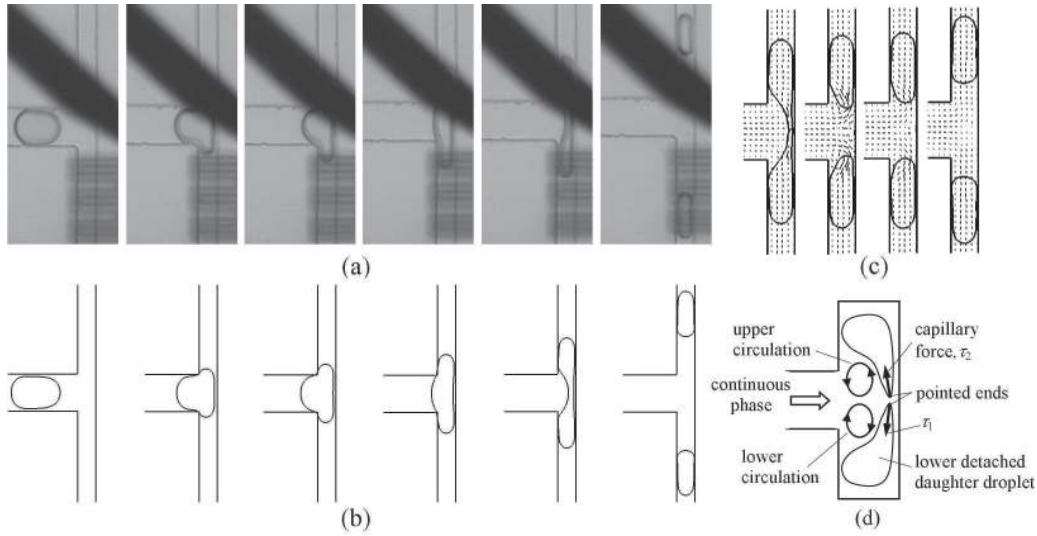 (a)
(c)
upper
circulation
capillary
force, τ2
continuous
phase
pointed ends
τ1
lower
circulation
lower detached
daughter droplet
(b)
(d)